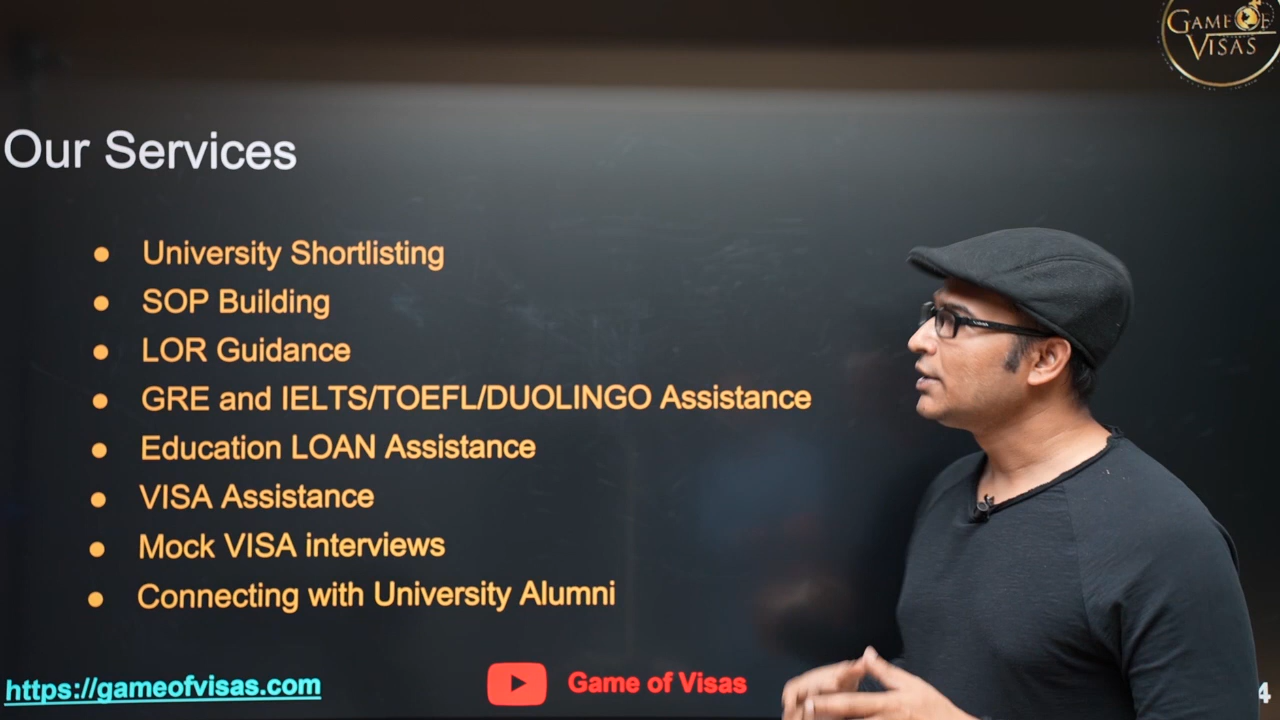 GAME OF
VISAS
Our Services
● University Shortlisting
● SOP Building
● LOR Guidance
● GRE and IELTS/TOEFL/DUOLINGO Assistance
● Education LOAN Assistance
● VISA Assistance
● Mock VISA interviews
● Connecting with University Alumni
https://gameofvisas.com
Game of Visas
4